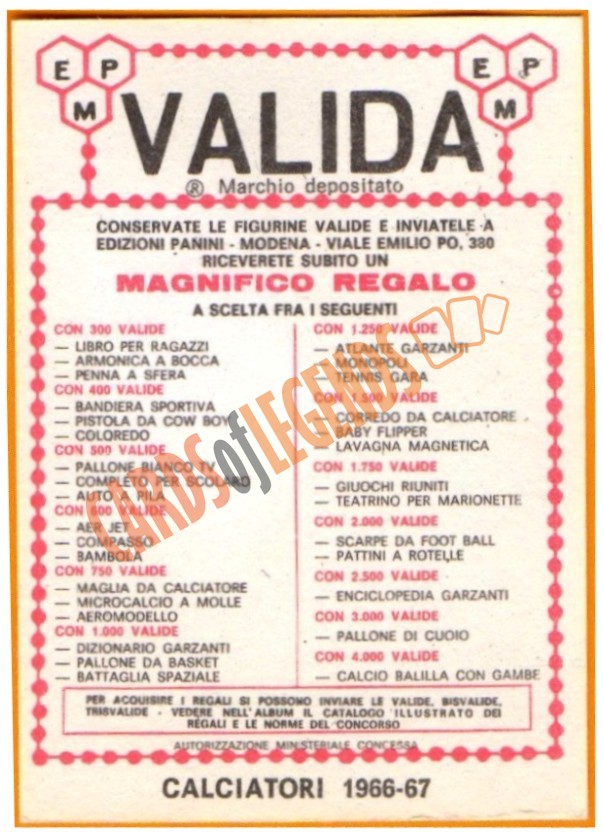 E P
M
E P
M
VALIDA
® Marchio depositato
CONSERVATE LE FIGURINE VALIDE E INVIATELE A
EDIZIONI PANINI - MODENA - VIALE EMILIO PO, 380
RICEVERETE SUBITO UN
MAGNIFICO REGALO
A SCELTA FRA I SEGUENTI
CON 300 VALIDE
— LIBRO PER RAGAZZI
— ARMONICA A BOCCA
— PENNA A SFERA
CON 400 VALIDE
— BANDIERA SPORTIVA
— PISTOLA DA COW BOY
— COLOREDO
CON 500 VALIDE
— PALLONE BIANCO TV
— COMPLETO PER SCOLARO
— AUTO A PILA
CON 600 VALIDE
— AER JET
— COMPASSO
— BAMBOLA
CON 750 VALIDE
— MAGLIA DA CALCIATORE
— MICROCALCIO A MOLLE
— AEROMODELLO
CON 1.000 VALIDE
— DIZIONARIO GARZANTI
— PALLONE DA BASKET
— BATTAGLIA SPAZIALE
CON 1.250 VALIDE
— ATLANTE GARZANTI
— MONOPOLI
— TENNIS GARA
CON 1.500 VALIDE
— CORREDO DA CALCIATORE
— BABY FLIPPER
— LAVAGNA MAGNETICA
CON 1.750 VALIDE
— GIUOCHI RIUNITI
— TEATRINO PER MARIONETTE
CON 2.000 VALIDE
— SCARPE DA FOOT BALL
— PATTINI A ROTELLE
CON 2.500 VALIDE
— ENCICLOPEDIA GARZANTI
CON 3.000 VALIDE
— PALLONE DI CUOIO
CON 4.000 VALIDE
— CALCIO BALILLA CON GAMBE
PER ACQUISIRE I REGALI SI POSSONO INVIARE LE VALIDE, BISVALIDE,
TRISVALIDE - VEDERE NELL'ALBUM IL CATALOGO ILLUSTRATO DEI
REGALI E LE NORME DEL CONCORSO
AUTORIZZAZIONE MINISTERIALE CONCESSA
CALCIATORI 1966-67
CARDS of LEGENDS